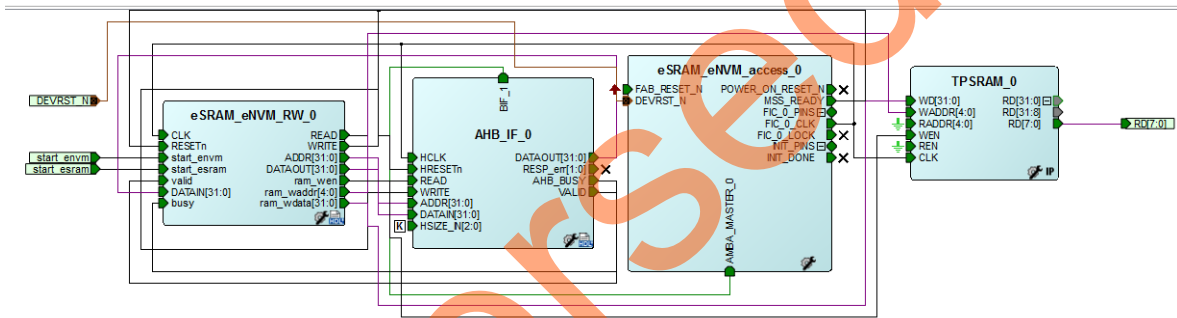 DEVRST_N
start_envm
start_esram
eSRAM_eNVM_RW_0
CLK
RESETn
start_envm
start_esram
valid
DATAIN[31:0]
busy
READ
WRITE
ADDR[31:0]
DATAOUT[31:0]
ram_wen
ram_waddr[4:0]
ram_wdata[31:0]
BIF_1
AHB_IF_0
HCLK
HRESETn
READ
WRITE
ADDR[31:0]
DATAIN[31:0]
K
HSIZE_IN[2:0]
DATAOUT[31:0]
RESP_err[1:0]
AHB_BUSY
VALID
eSRAM_eNVM_access_0
FAB_RESET_N
DEVRST_N
POWER_ON_RESET_N
MSS_READY
FIC_0_PINS
FIC_0_CLK
FIC_0_LOCK
INIT_PINS
INIT_DONE
AMBA_MASTER_0
TPSRAM_0
WD[31:0]
WADDR[4:0]
RADDR[4:0]
WEN
REN
CLK
RD[31:0]
RD[31:8]
RD[7:0]
IP
RD[7:0]